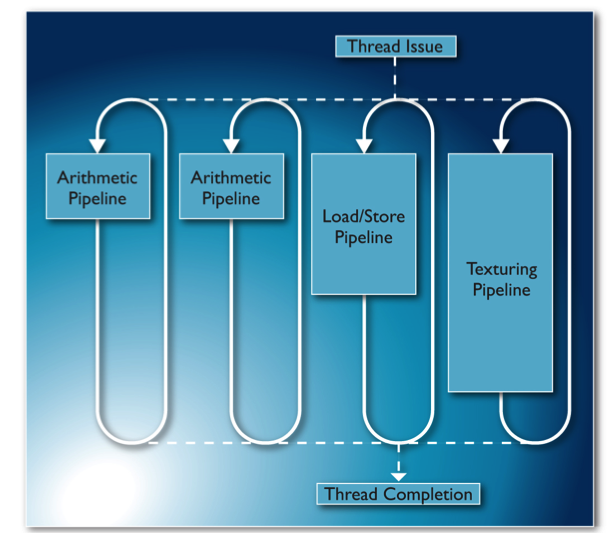 Thread Issue
Arithmetic
Pipeline
Arithmetic
Pipeline
Load/Store
Pipeline
Texturing
Pipeline
Thread Completion